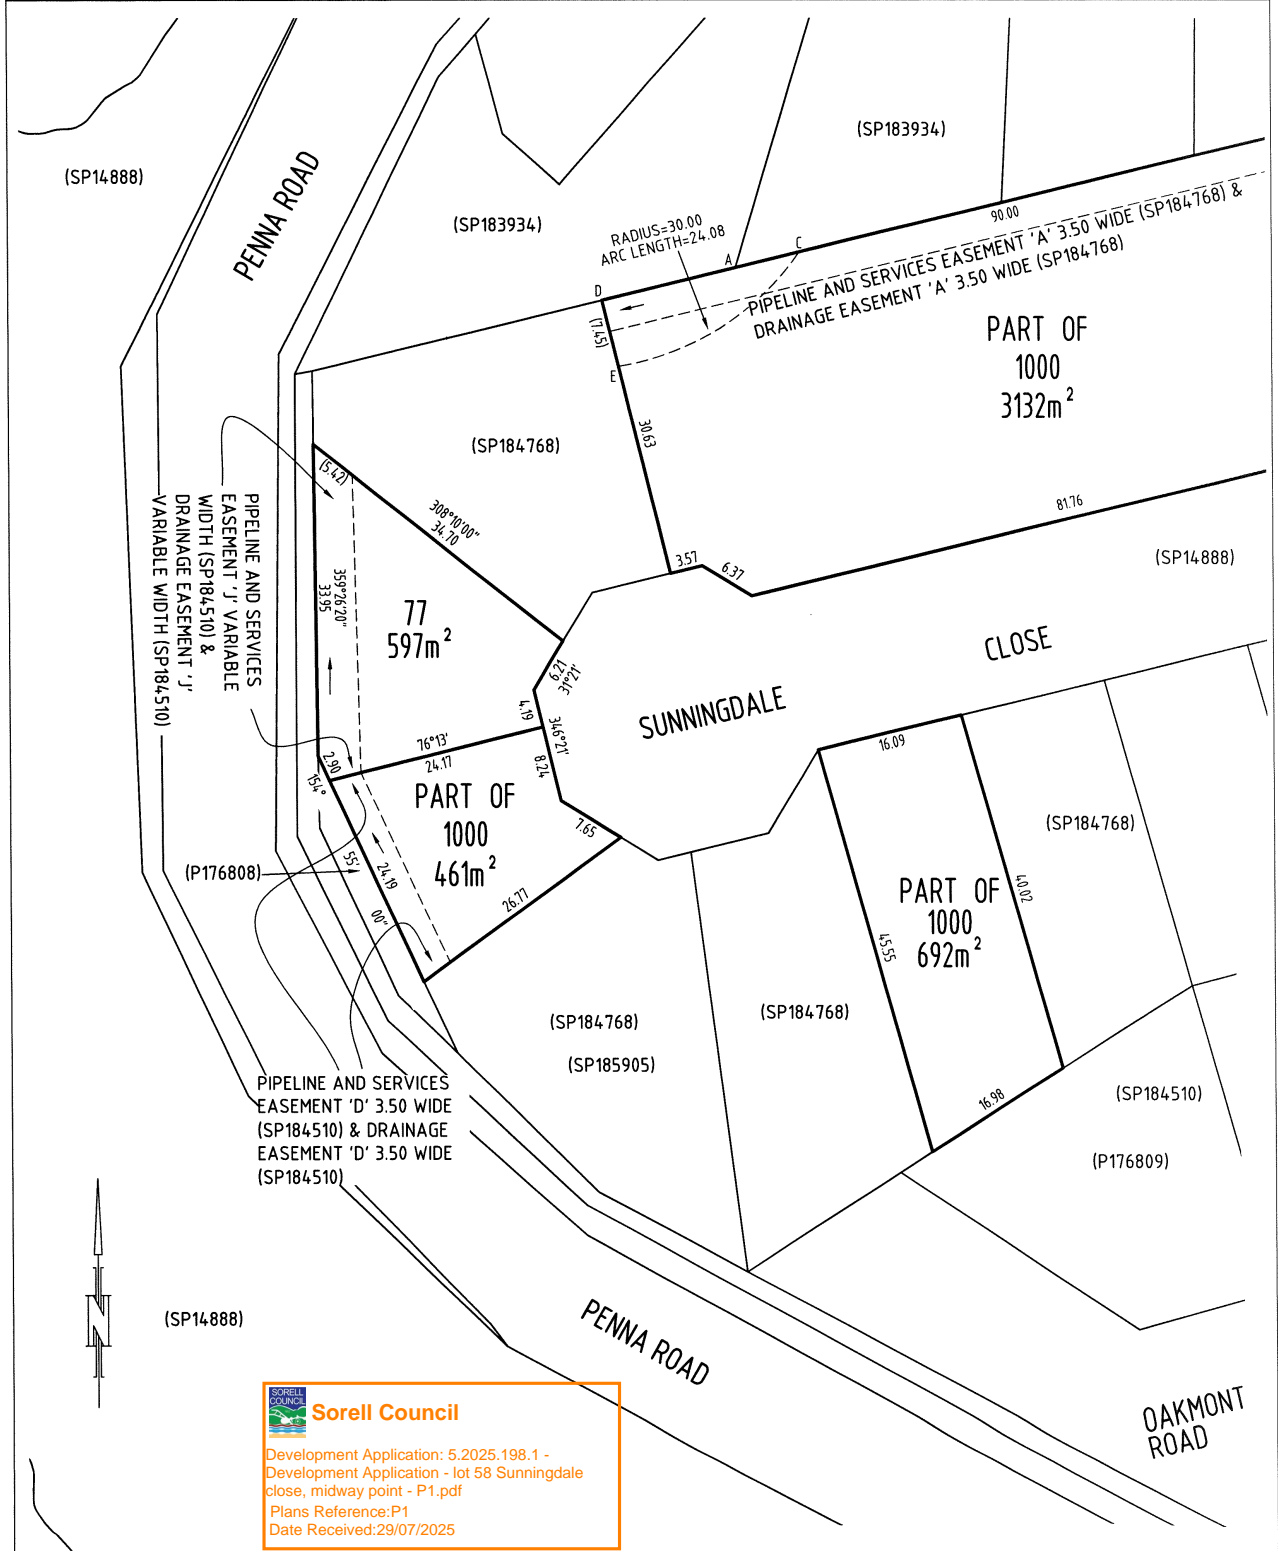 (SP14888)
PENNA ROAD
(SP183934)
(SP183934)
RADIUS=30.00
ARC LENGTH=24.08
D
A
C
90.00
PIPELINE AND SERVICES EASEMENT 'A' 3.50 WIDE (SP184768) &
DRAINAGE EASEMENT 'A' 3.50 WIDE (SP184768)
(7.45)
E
30.63
PART OF
1000
3132m²
(SP184768)
81.76
3.57
6.37
(SP14888)
CLOSE
SUNNINGDALE
(5.42)
308°10'00"
34.70
359°26'20"
33.95
77
597m²
PIPELINE AND SERVICES
EASEMENT 'J' VARIABLE
WIDTH (SP184510) &
DRAINAGE EASEMENT 'J'
VARIABLE WIDTH (SP184510)
6.21
31°21'
4.19
346°21'
8.24
76°13'
24.17
2.90
154°
55'
00"
24.19
PART OF
1000
461m²
7.65
26.77
(P176808)
16.09
(SP184768)
PART OF
1000
692m²
40.02
45.55
16.98
(SP184768)
(SP184768)
(SP185905)
(SP184510)
(P176809)
PIPELINE AND SERVICES
EASEMENT 'D' 3.50 WIDE
(SP184510) & DRAINAGE
EASEMENT 'D' 3.50 WIDE
(SP184510)
N
(SP14888)
PENNA ROAD
OAKMONT
ROAD
SORELL
COUNCIL
Sorell Council
Development Application: 5.2025.198.1 -
Development Application - lot 58 Sunningdale
close, midway point - P1.pdf
Plans Reference:P1
Date Received:29/07/2025